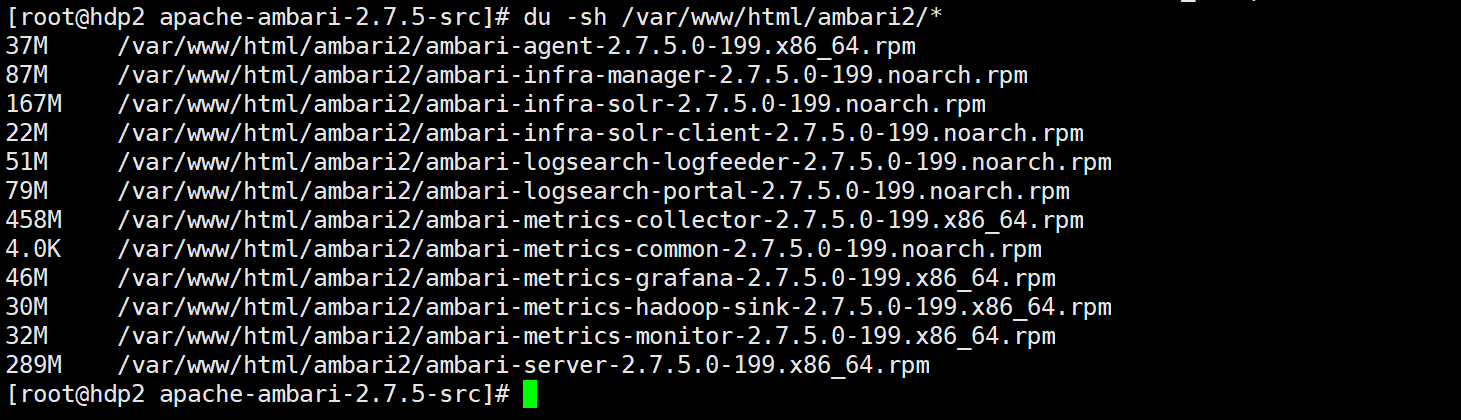 [root@hdp2 apache-ambari-2.7.5-src]# du -sh /var/www/html/ambari2/*
37M /var/www/html/ambari2/ambari-agent-2.7.5.0-199.x86_64.rpm
87M /var/www/html/ambari2/ambari-infra-manager-2.7.5.0-199.noarch.rpm
167M /var/www/html/ambari2/ambari-infra-solr-2.7.5.0-199.noarch.rpm
22M /var/www/html/ambari2/ambari-infra-solr-client-2.7.5.0-199.noarch.rpm
51M /var/www/html/ambari2/ambari-logsearch-logfeeder-2.7.5.0-199.noarch.rpm
79M /var/www/html/ambari2/ambari-logsearch-portal-2.7.5.0-199.noarch.rpm
458M /var/www/html/ambari2/ambari-metrics-collector-2.7.5.0-199.x86_64.rpm
4.0K /var/www/html/ambari2/ambari-metrics-common-2.7.5.0-199.noarch.rpm
46M /var/www/html/ambari2/ambari-metrics-grafana-2.7.5.0-199.x86_64.rpm
30M /var/www/html/ambari2/ambari-metrics-hadoop-sink-2.7.5.0-199.x86_64.rpm
32M /var/www/html/ambari2/ambari-metrics-monitor-2.7.5.0-199.x86_64.rpm
289M /var/www/html/ambari2/ambari-server-2.7.5.0-199.x86_64.rpm
[root@hdp2 apache-ambari-2.7.5-src]#